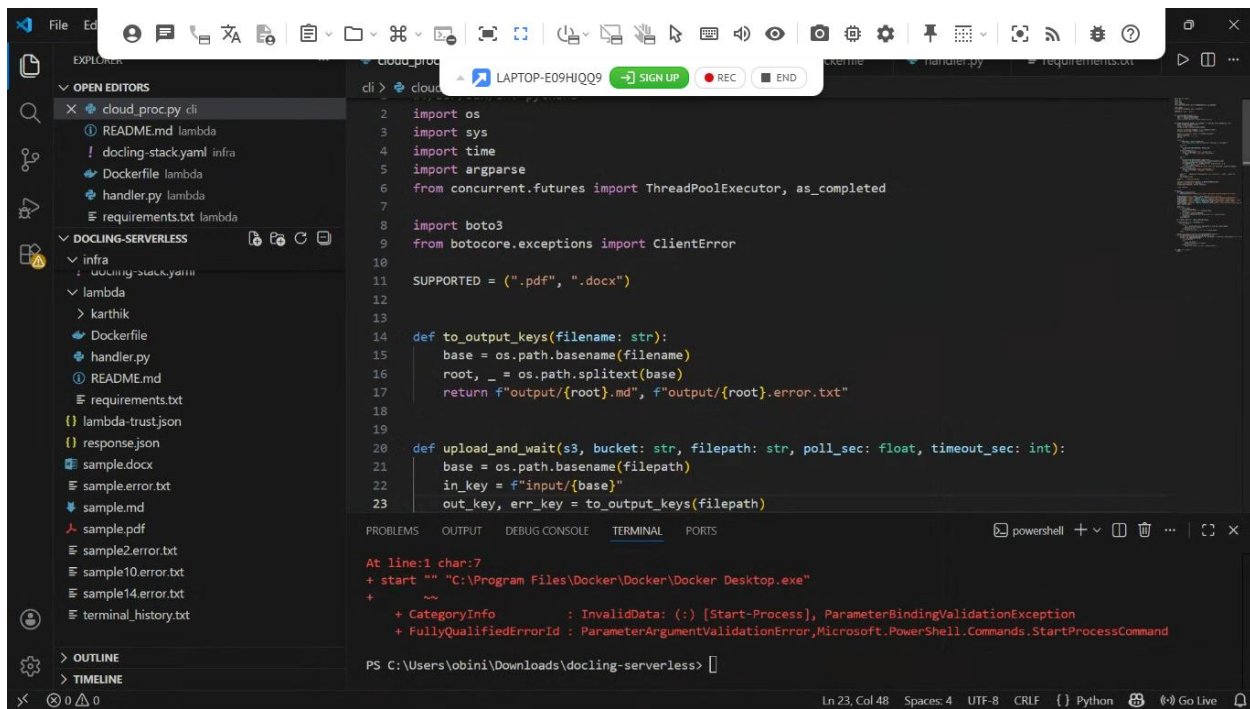 File Ed
EXPLORER
OPEN EDITORS
cloud_proc.py cli
README.md lambda
docling-stack.yaml infra
Dockerfile lambda
handler.py lambda
requirements.txt lambda
DOCLING-SERVERLESS
infra
docling-stack.yaml
lambda
karthik
Dockerfile
handler.py
README.md
requirements.txt
lambda-trust.json
response.json
sample.docx
sample.error.txt
sample.md
sample.pdf
sample2.error.txt
sample10.error.txt
sample14.error.txt
terminal_history.txt
OUTLINE
TIMELINE
LAPTOP-E09HJQQ9 SIGN UP REC END
cloud_proc
handler.py requirements.txt
cli > cloud
2 import os
3 import sys
4 import time
5 import argparse
6 from concurrent.futures import ThreadPoolExecutor, as_completed
7
8 import boto3
9 from botocore.exceptions import ClientError
10
11 SUPPORTED = (".pdf", ".docx")
12
13
14 def to_output_keys(filename: str):
15 base = os.path.basename(filename)
16 root, _ = os.path.splitext(base)
17 return f"output/{root}.md", f"output/{root}.error.txt"
18
19
20 def upload_and_wait(s3, bucket: str, filepath: str, poll_sec: float, timeout_sec: int):
21 base = os.path.basename(filepath)
22 in_key = f"input/{base}"
23 out_key, err_key = to_output_keys(filepath)
PROBLEMS OUTPUT DEBUG CONSOLE TERMINAL PORTS
powershell
At line:1 char:7
+ start "" "C:\Program Files\Docker\Docker\Docker Desktop.exe"
+ ~~
+ CategoryInfo : InvalidData: (:) [Start-Process], ParameterBindingValidationException
+ FullyQualifiedErrorId : ParameterArgumentValidationError,Microsoft.PowerShell.Commands.StartProcessCommand
PS C:\Users\obini\Downloads\docling-serverless>
0 0 Ln 23, Col 48 Spaces: 4 UTF-8 CRLF { } Python Go Live